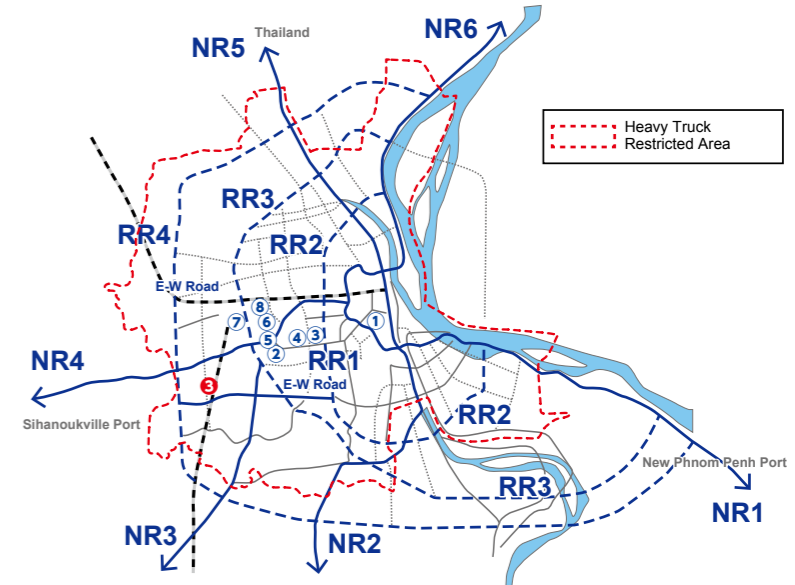 Thailand
NR5
NR6
Heavy Truck
Restricted Area
RR3
RR4
RR2
E-W Road
8
7
6
1
5
4
3
2
RR1
NR4
3
E-W Road
Sihanoukville Port
RR2
New Phnom Penh Port
RR3
NR1
NR3
NR2